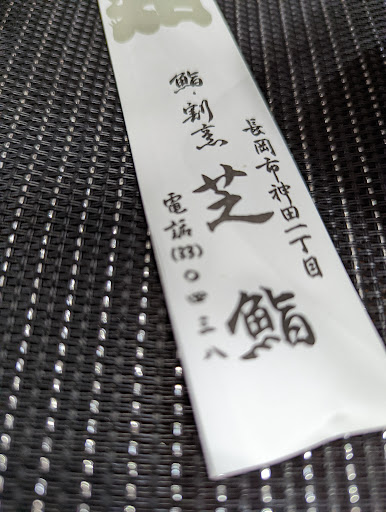 長岡市神田一丁目
鮨・割烹
芝鮨
電話(33)〇四三八